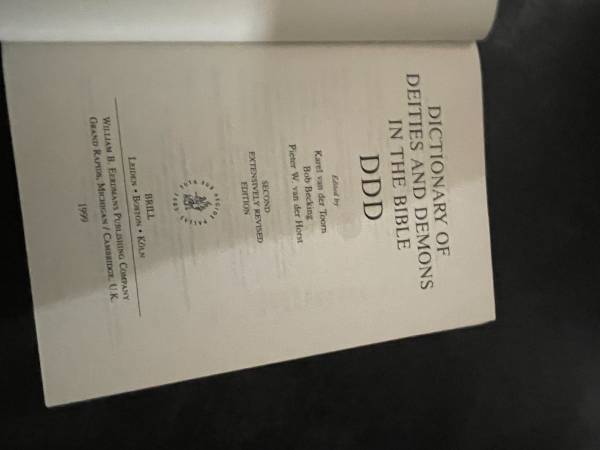 DICTIONARY OF
DEITIES AND DEMONS
IN THE BIBLE
DDD
Edited by
Karel van der Toorn
Bob Becking
Pieter W. van der Horst
SECOND
EXTENSIVELY REVISED
EDITION
BRILL
LEIDEN • BOSTON • KÖLN
WILLIAM B. EERDMANS PUBLISHING COMPANY
GRAND RAPIDS, MICHIGAN / CAMBRIDGE, U.K.
1999